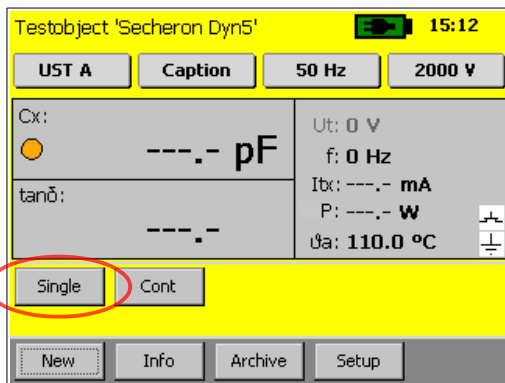 Testobject 'Secheron Dyn5' 15:12
UST A Caption 50 Hz 2000 V
Cx:
---.- pF
tanδ:
---.-
Ut: 0 V
f: 0 Hz
Itx: ---.- mA
P: ---.- W
ϑa: 110.0 ºC
Single Cont
New Info Archive Setup